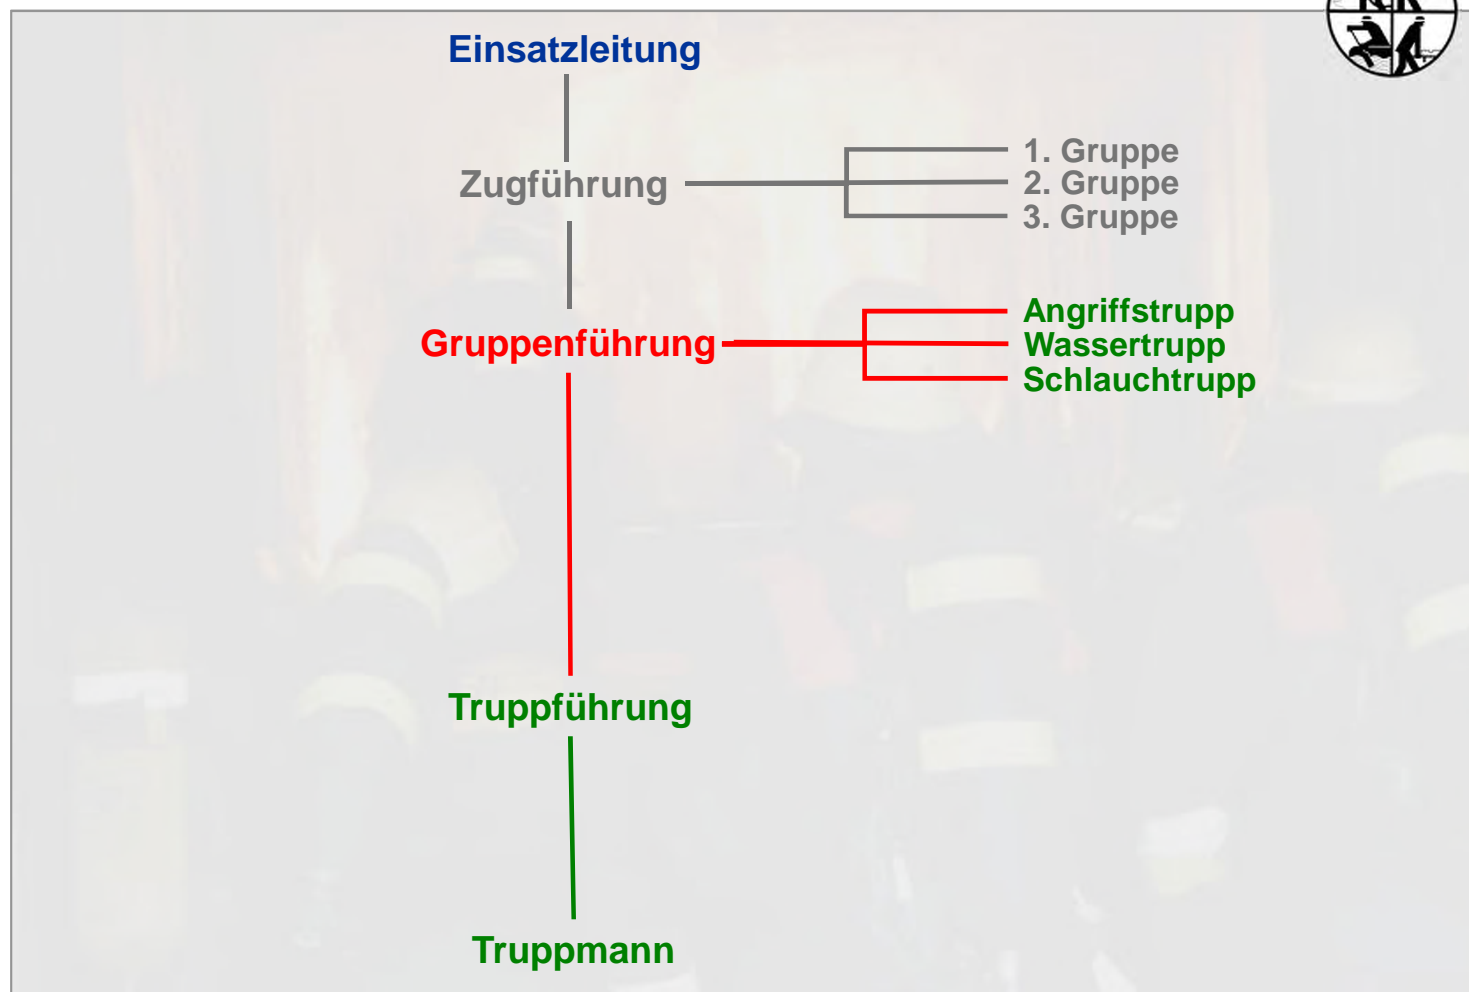 Einsatzleitung
Zugführung
1. Gruppe
2. Gruppe
3. Gruppe
Gruppenführung
Angriffstrupp
Wassertrupp
Schlauchtrupp
Truppführung
Truppmann